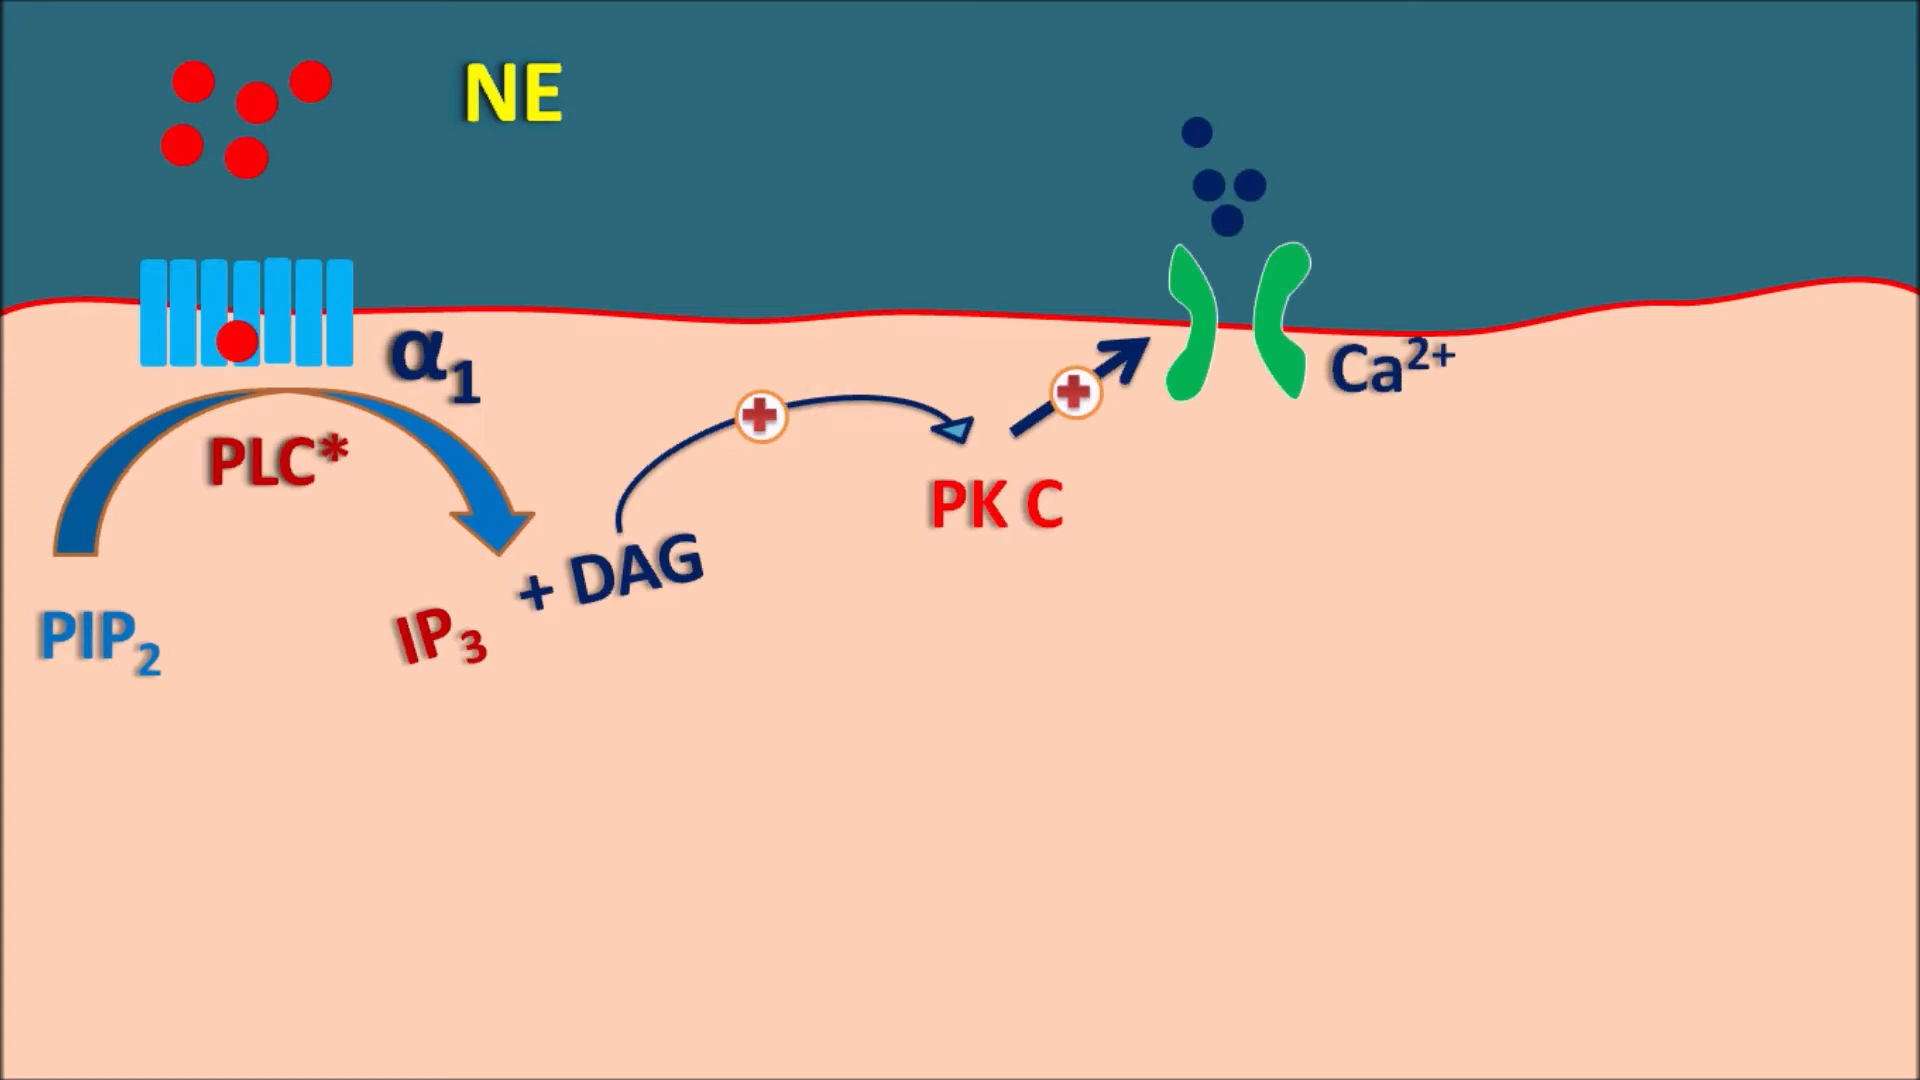 NE
α₁
Ca²⁺
PLC*
PK C
+ DAG
PIP₂
IP₃